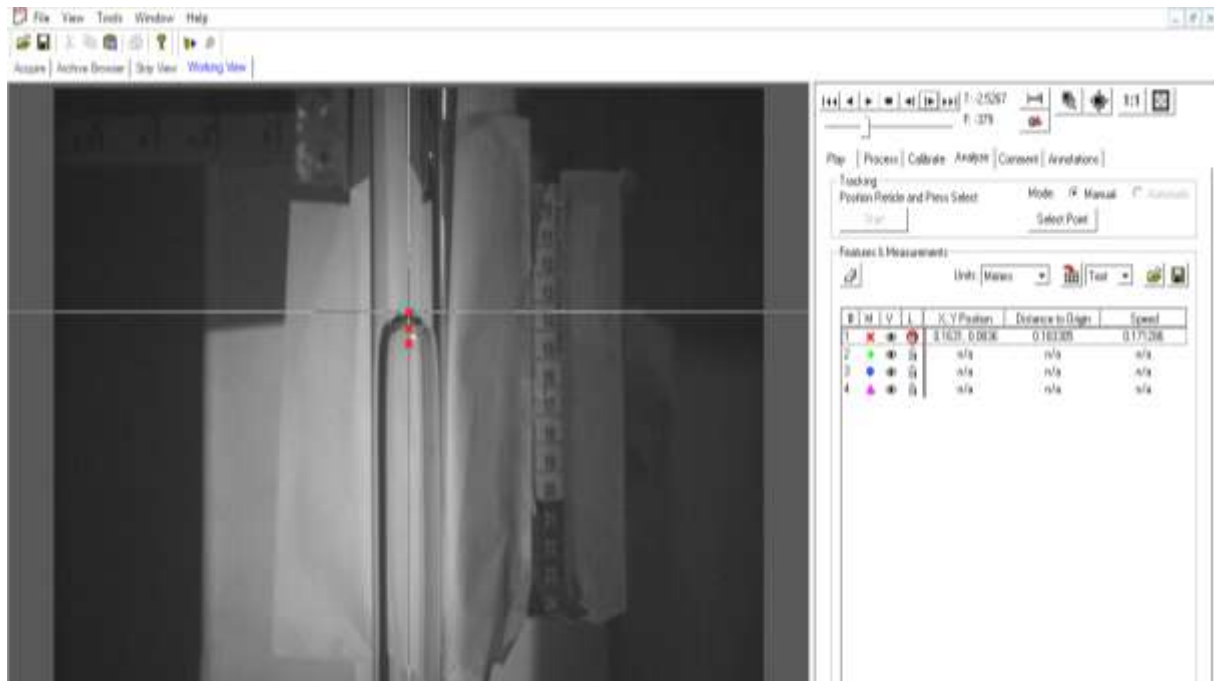 File View Tools Window Help
Acquire Archive Browser Strip View Working View
T: -2.5267
1:1
F: -379
Play Process Calibrate Analyze Comment Annotations
Tracking
Position Reticle and Press Select Mode: Manual Automatic
Start Select Point
Features & Measurements
Units: Meters Text
# M V L X, Y Position Distance to Origin Speed
1 0.1631, 0.0836 0.183305 0.171286
2 n/a n/a n/a
3 n/a n/a n/a
4 n/a n/a n/a